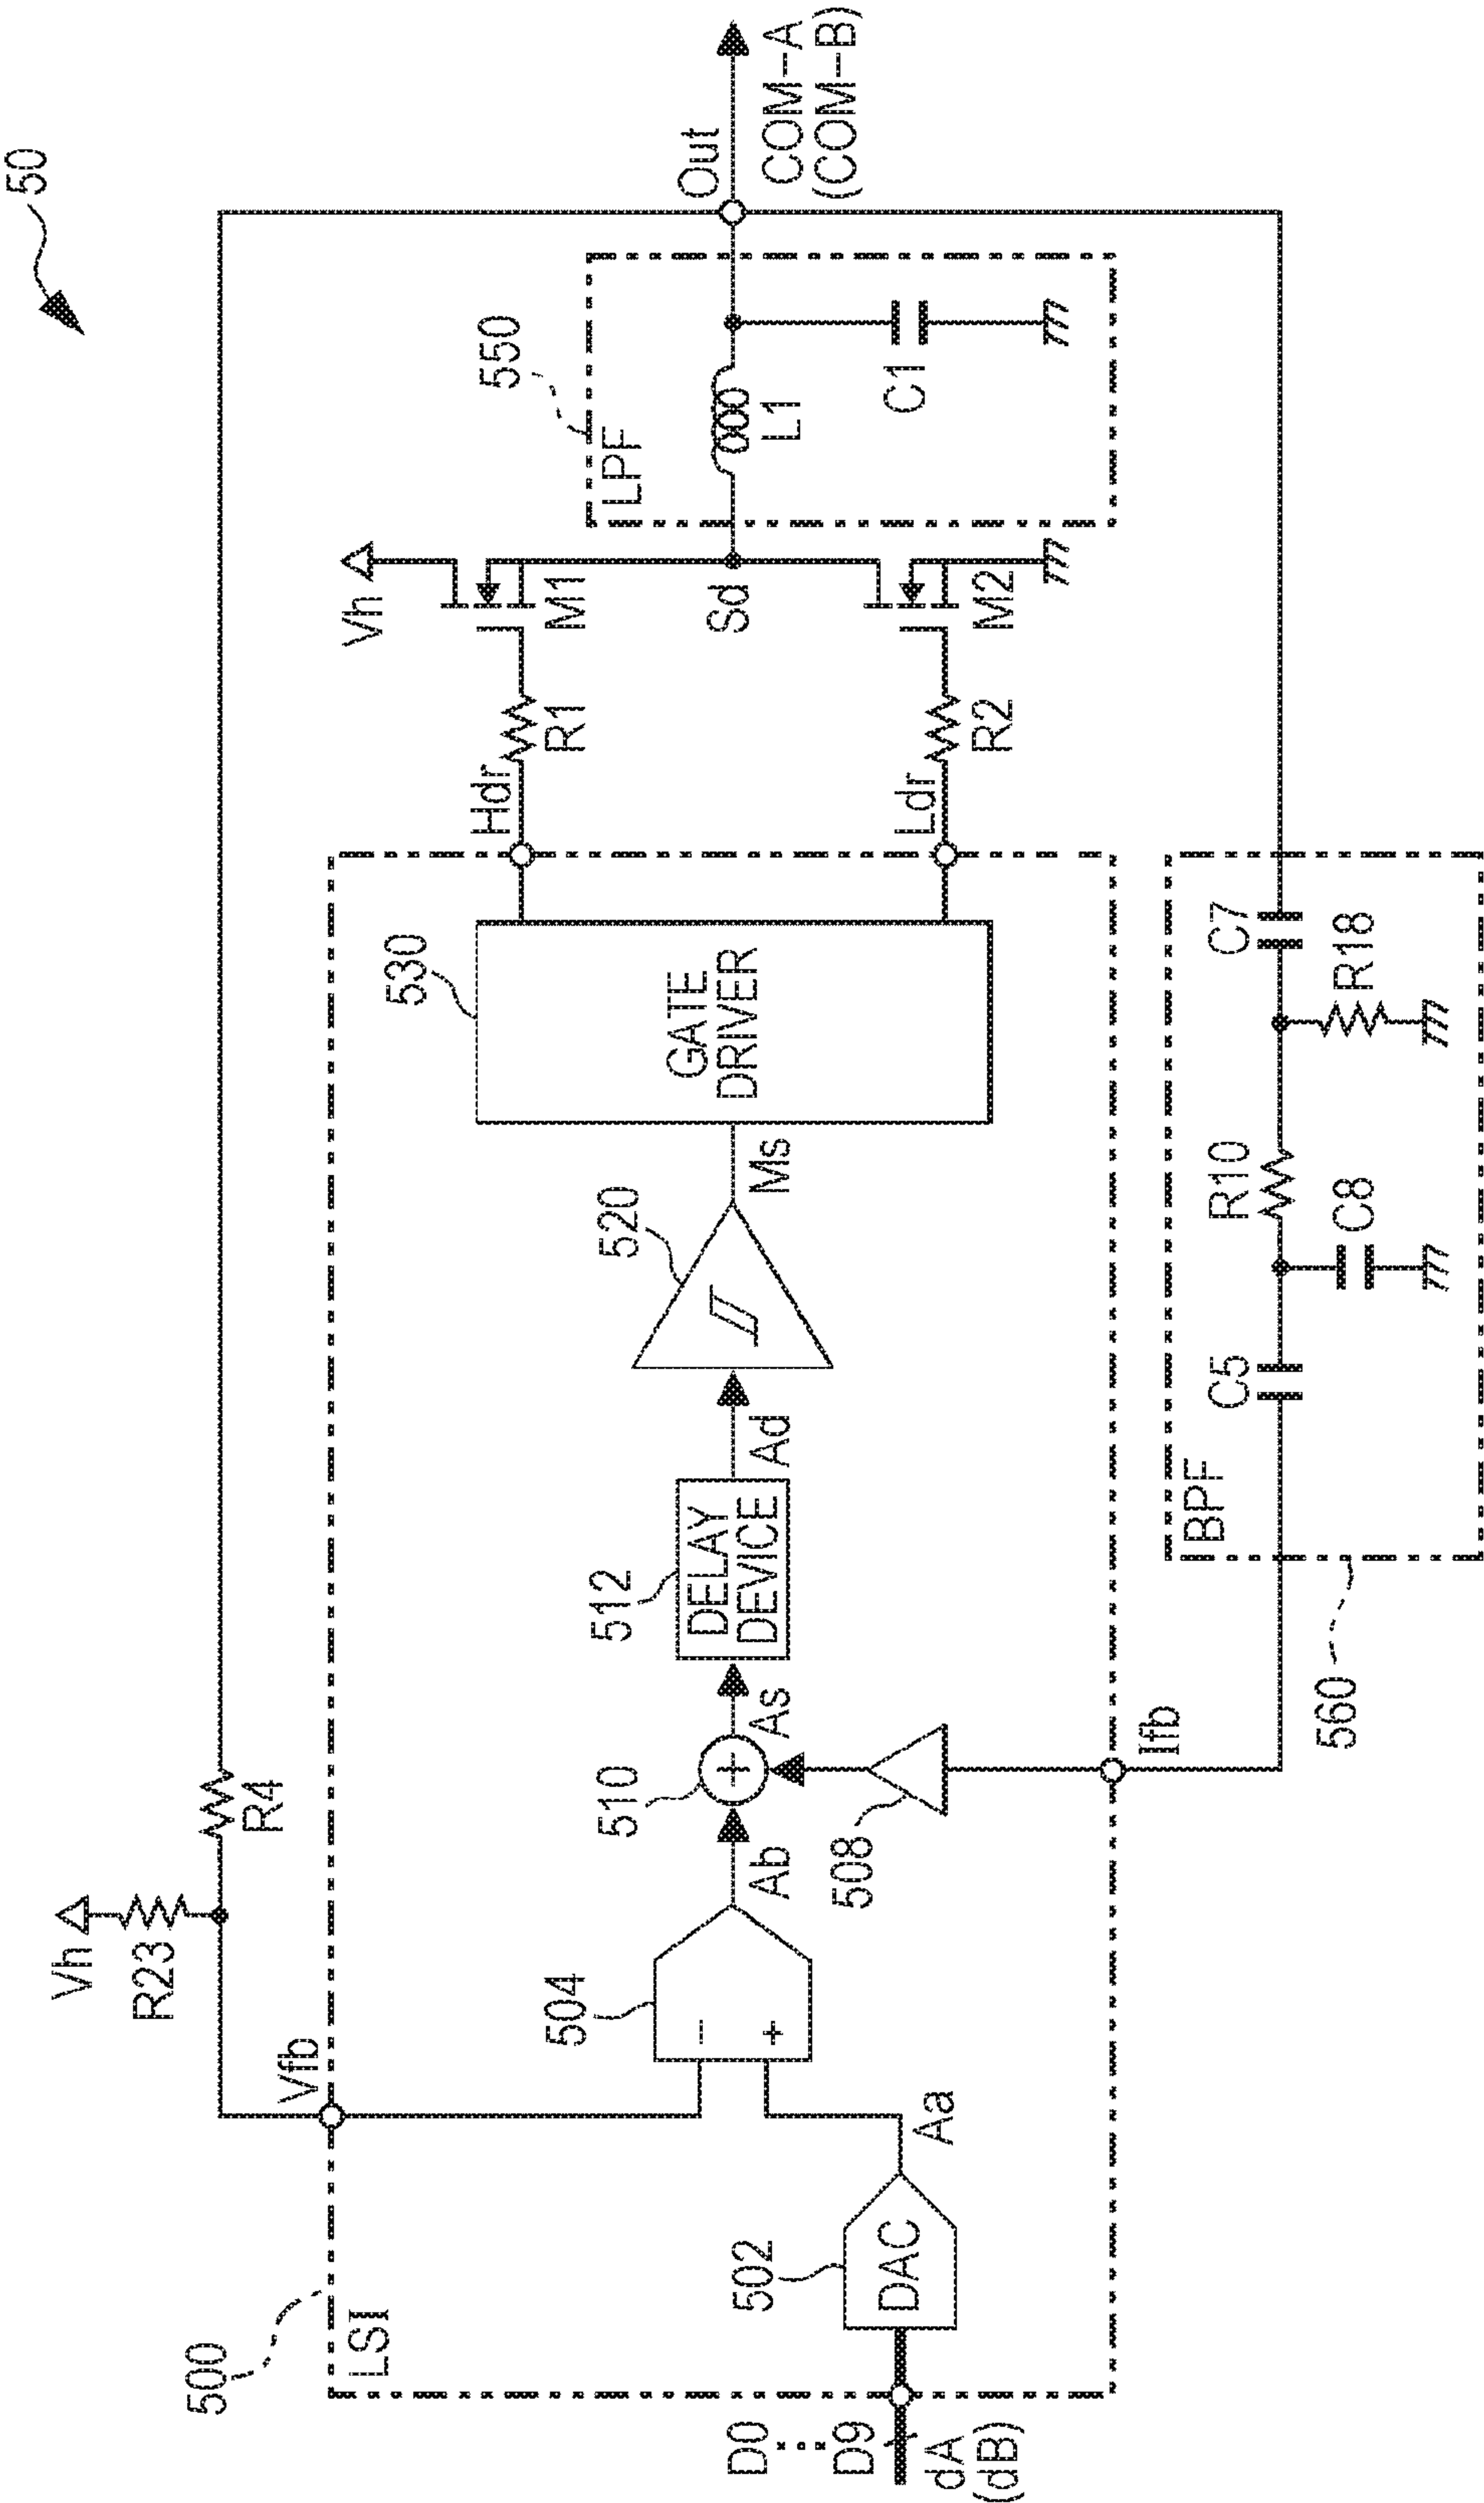 50
Vh
R23
R4
Vfb
500
LSI
D0
D9
dA
(dB)
502
DAC
Aa
504
−
+
Ab
510
+
508
Ifb
As
512
DELAY
DEVICE
Ad
520
Ms
530
GATE
DRIVER
Hdr
Ldr
R1
R2
Vh
M1
Sd
M2
550
LPF
L1
C1
Out
COM−A
(COM−B)
560
BPF
C5
C8
R10
R18
C7